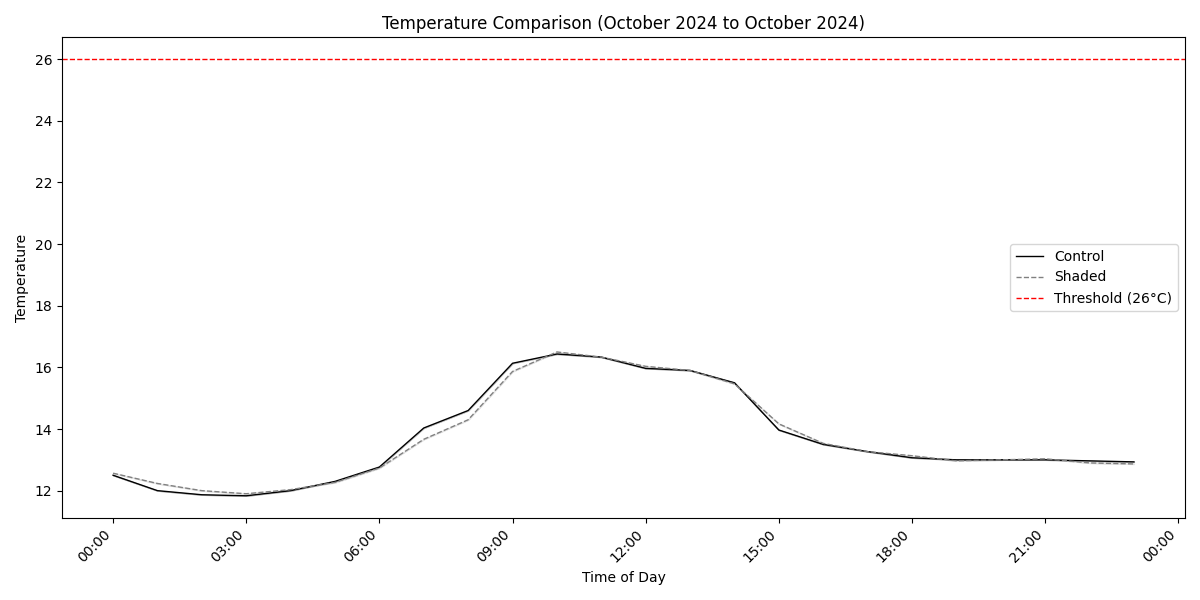 Temperature Comparison (October 2024 to October 2024)
26
24
22
20
18
16
14
12
Temperature
Control
Shaded
Threshold (26°C)
00:00
03:00
06:00
09:00
12:00
15:00
18:00
21:00
00:00
Time of Day